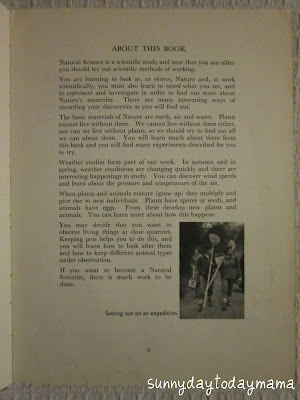 ABOUT THIS BOOK
Natural Science is a scientific study and now that you are older
you should try out scientific methods of working.
You are learning to look at, or observe, Nature and, to work
scientifically, you must also learn to record what you see, and
to experiment and investigate in order to find out more about
Nature's mysteries. There are many interesting ways of
recording your discoveries as you will find out.
The basic materials of Nature are earth, air and water. Plants
cannot live without these. We cannot live without them either,
nor can we live without plants, so we should try to find out all
we can about them. You will learn much about them from
this book and you will find many experiments described for you
to try.
Weather studies form part of our work. In autumn and in
spring, weather conditions are changing quickly and there are
interesting happenings to study. You can discover wind speeds
and learn about the pressure and temperature of the air.
When plants and animals mature (grow up) they multiply and
give rise to new individuals. Plants have spores or seeds, and
animals have eggs. From these develop new plants and
animals. You can learn more about how this happens.
You may decide that you want to
observe living things at close quarters.
Keeping pets helps you to do this, and
you will learn how to look after them
and how to keep different animal types
under observation.
If you want to become a Natural
Scientist, there is much work to be
done.
Setting out on an expedition
sunnydaytodaymama